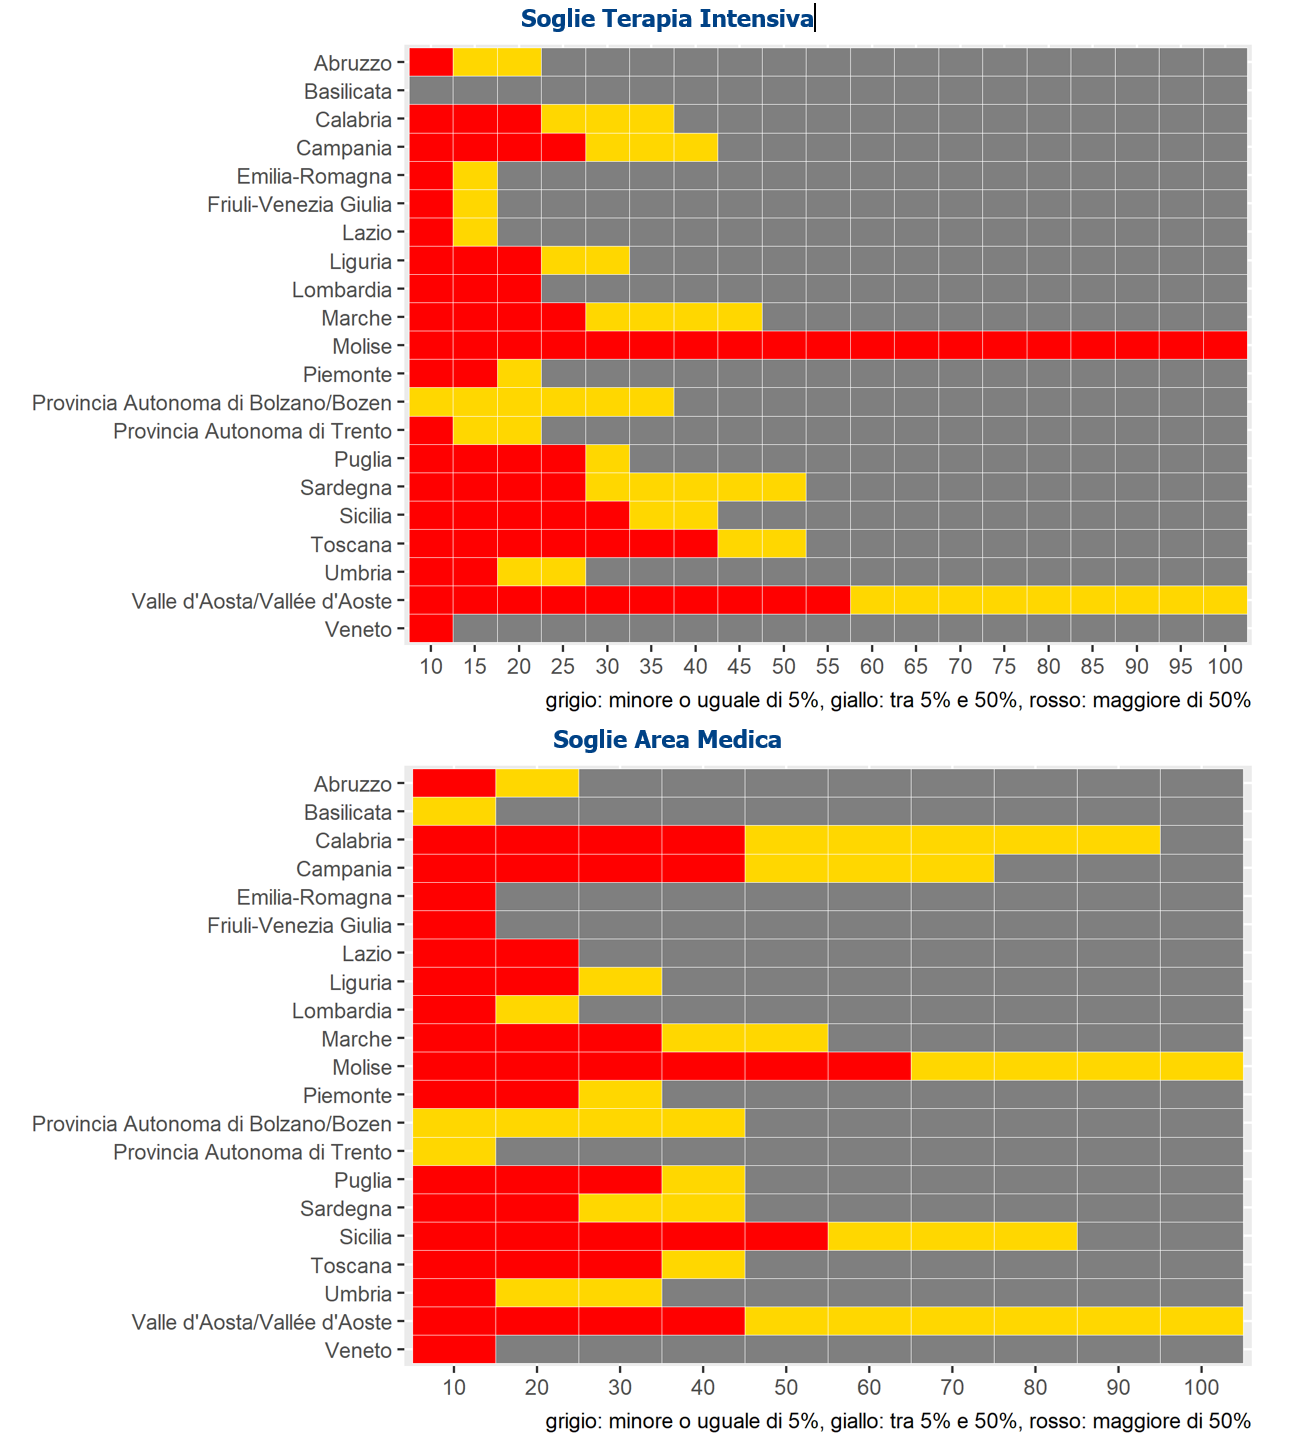 Soglie Terapia Intensiva
Abruzzo
Basilicata
Calabria
Campania
Emilia-Romagna
Friuli-Venezia Giulia
Lazio
Liguria
Lombardia
Marche
Molise
Piemonte
Provincia Autonoma di Bolzano/Bozen
Provincia Autonoma di Trento
Puglia
Sardegna
Sicilia
Toscana
Umbria
Valle d'Aosta/Vallée d'Aoste
Veneto
10 15 20 25 30 35 40 45 50 55 60 65 70 75 80 85 90 95 100
grigio: minore o uguale di 5%, giallo: tra 5% e 50%, rosso: maggiore di 50%
Soglie Area Medica
Abruzzo
Basilicata
Calabria
Campania
Emilia-Romagna
Friuli-Venezia Giulia
Lazio
Liguria
Lombardia
Marche
Molise
Piemonte
Provincia Autonoma di Bolzano/Bozen
Provincia Autonoma di Trento
Puglia
Sardegna
Sicilia
Toscana
Umbria
Valle d'Aosta/Vallée d'Aoste
Veneto
10 20 30 40 50 60 70 80 90 100
grigio: minore o uguale di 5%, giallo: tra 5% e 50%, rosso: maggiore di 50%